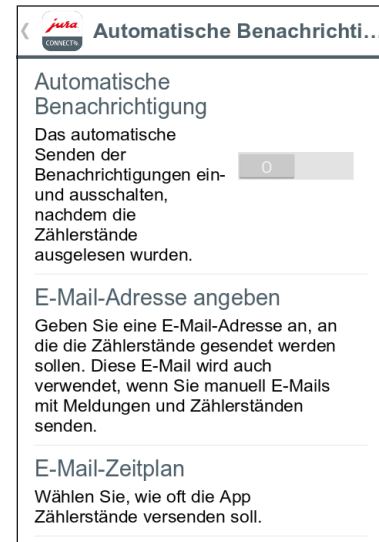 jura
CONNECT
Automatische Benachrichti...
Automatische
Benachrichtigung
Das automatische
Senden der
Benachrichtigungen ein-
und ausschalten,
nachdem die
Zählerstände
ausgelesen wurden.
O
E-Mail-Adresse angeben
Geben Sie eine E-Mail-Adresse an, an
die die Zählerstände gesendet werden
sollen. Diese E-Mail wird auch
verwendet, wenn Sie manuell E-Mails
mit Meldungen und Zählerständen
senden.
E-Mail-Zeitplan
Wählen Sie, wie oft die App
Zählerstände versenden soll.